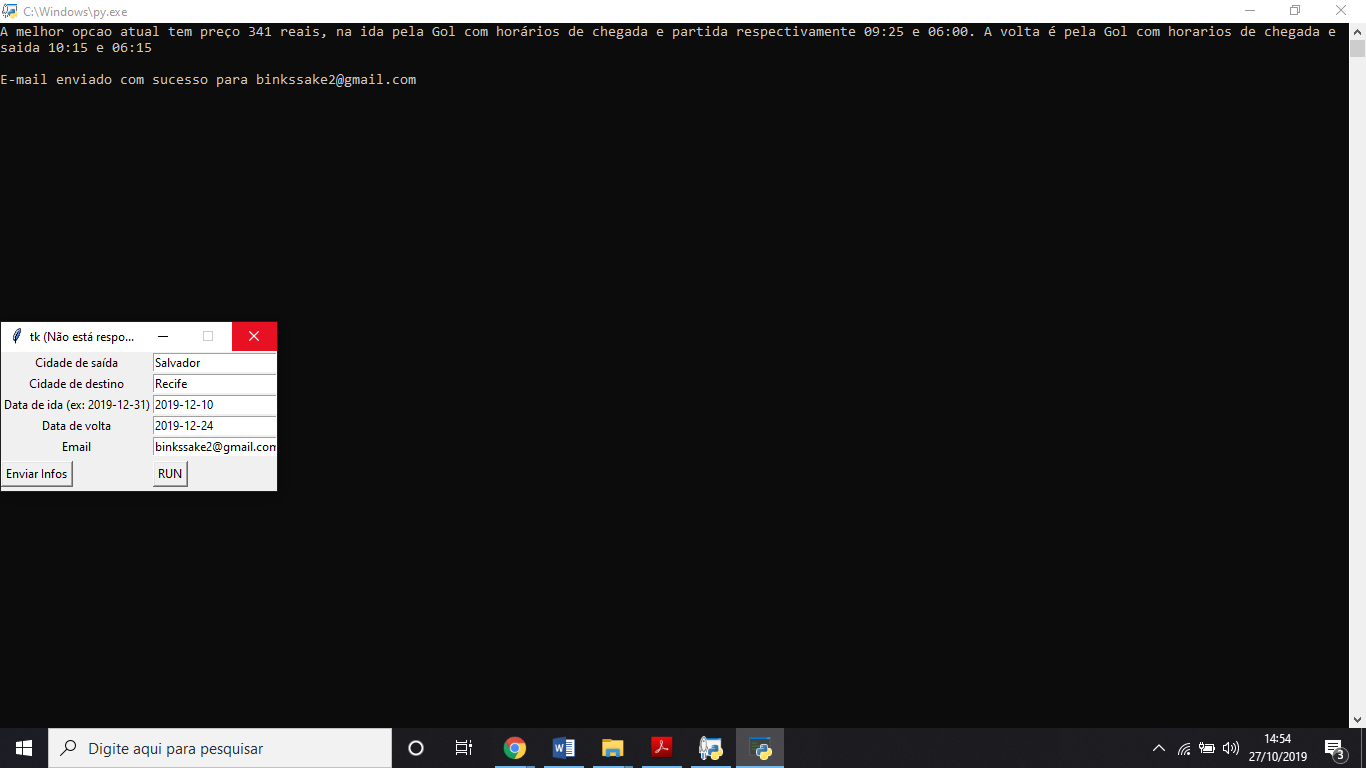 C:\Windows\py.exe
A melhor opcao atual tem preço 341 reais, na ida pela Gol com horários de chegada e partida respectivamente 09:25 e 06:00. A volta é pela Gol com horarios de chegada e
saida 10:15 e 06:15
E-mail enviado com sucesso para binkssake2@gmail.com
tk (Não está respo...
Cidade de saída Salvador
Cidade de destino Recife
Data de ida (ex: 2019-12-31) 2019-12-10
Data de volta 2019-12-24
Email binkssake2@gmail.com
Enviar Infos RUN
Digite aqui para pesquisar
14:54
27/10/2019
3